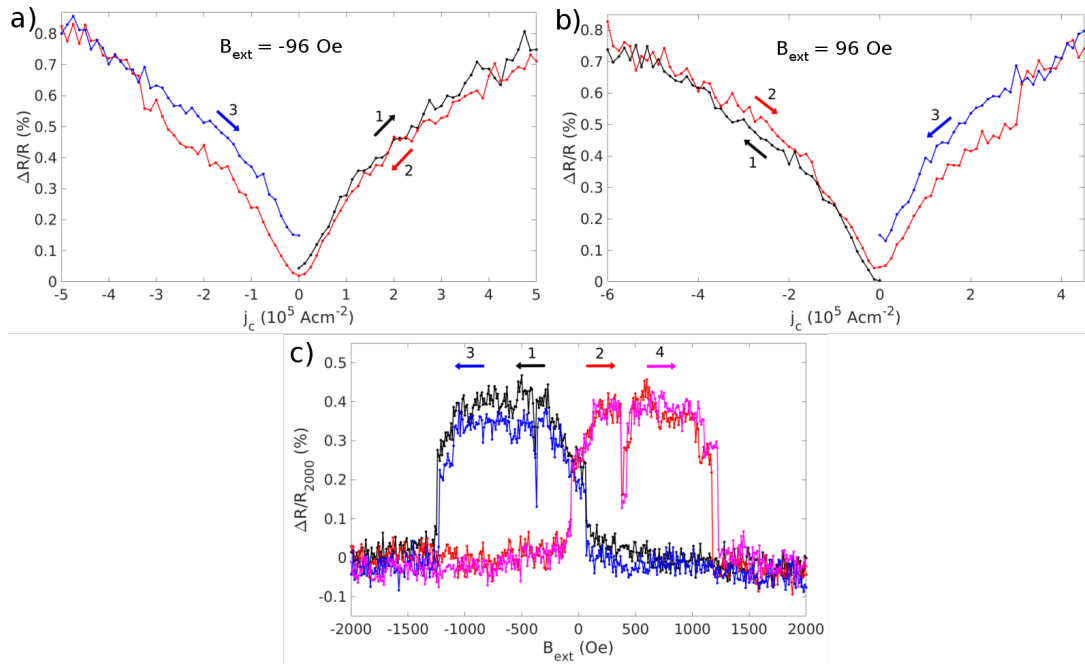 a)
B_ext = -96 Oe
ΔR/R (%)
0.8
0.7
0.6
0.5
0.4
0.3
0.2
0.1
0
3
1
2
-5 -4 -3 -2 -1 0 1 2 3 4 5
j_c (10^5 Acm^-2)
b)
B_ext = 96 Oe
ΔR/R (%)
0.8
0.7
0.6
0.5
0.4
0.3
0.2
0.1
0
2
1
3
-6 -4 -2 0 2 4
j_c (10^5 Acm^-2)
c)
3 1 2 4
ΔR/R_2000 (%)
0.5
0.4
0.3
0.2
0.1
0
-0.1
-2000 -1500 -1000 -500 0 500 1000 1500 2000
B_ext (Oe)